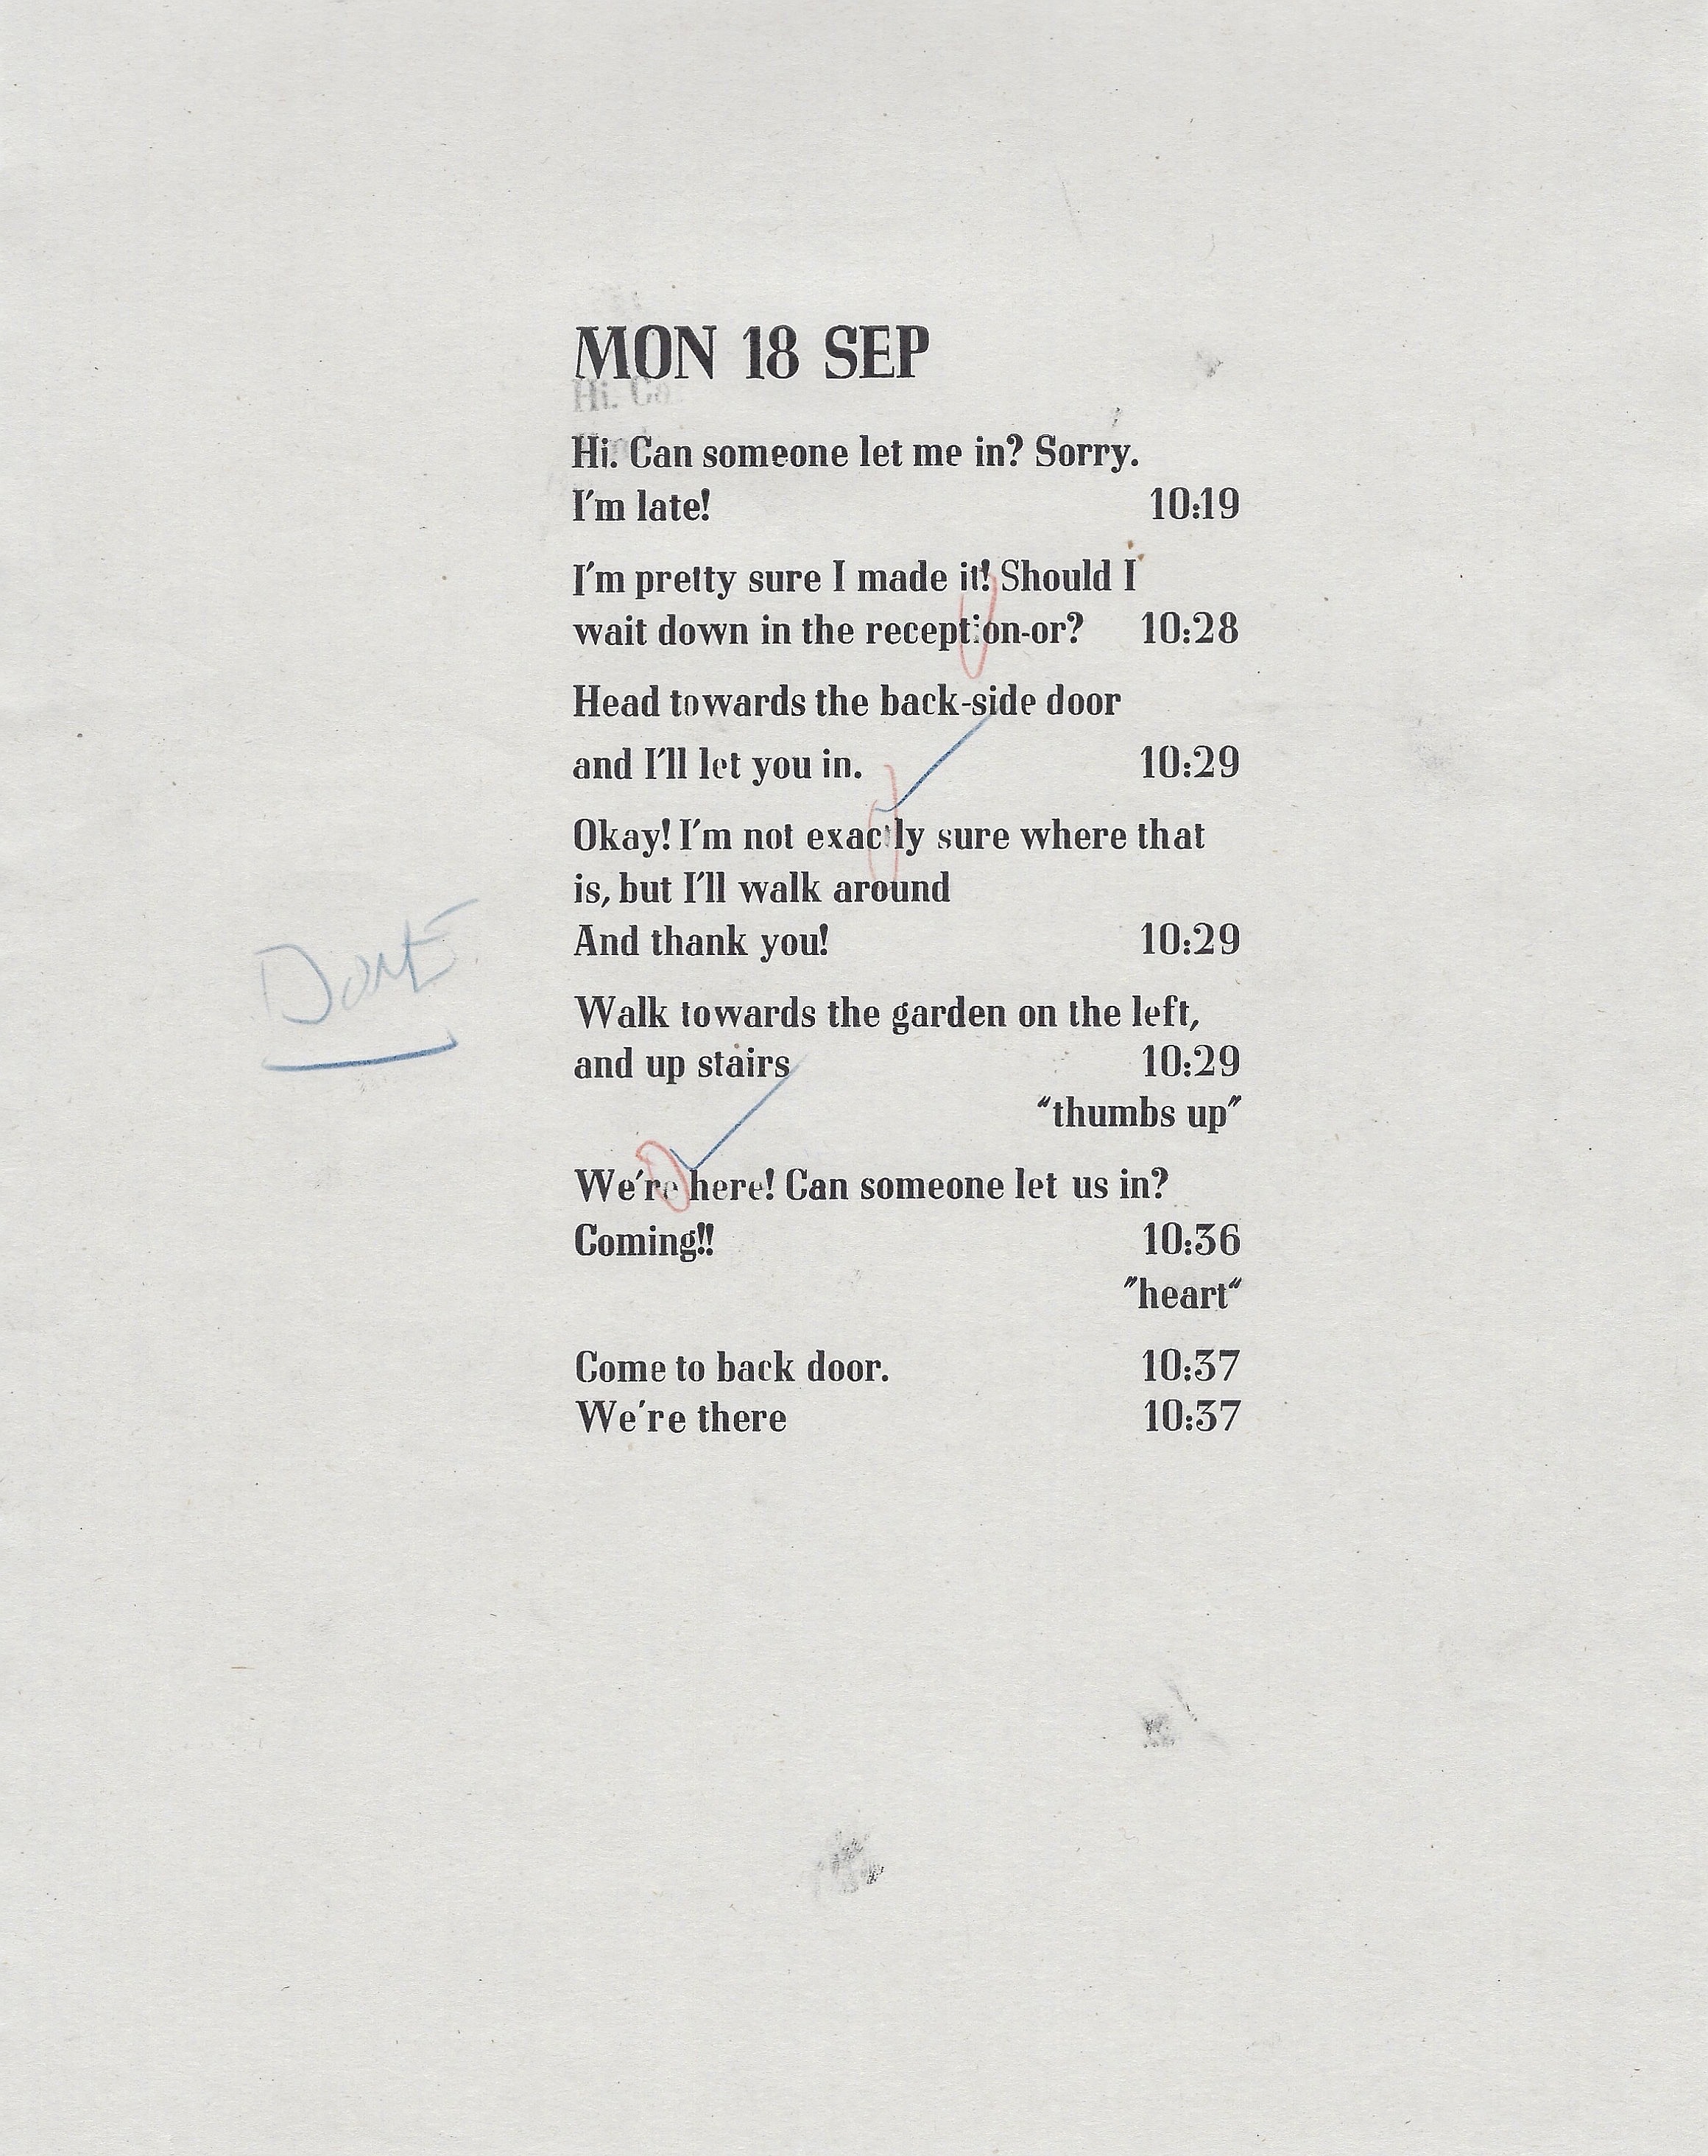 MON 18 SEP
Hi. Ca
Hi. Can someone let me in? Sorry.
I'm late! 10:19
I'm pretty sure I made it! Should I
wait down in the reception-or? 10:28
Head towards the back-side door
and I'll let you in. 10:29
Okay! I'm not exactly sure where that
is, but I'll walk around
And thank you! 10:29
DONE
Walk towards the garden on the left,
and up stairs 10:29
“thumbs up”
We're here! Can someone let us in?
Coming!! 10:36
”heart“
Come to back door. 10:37
We're there 10:37